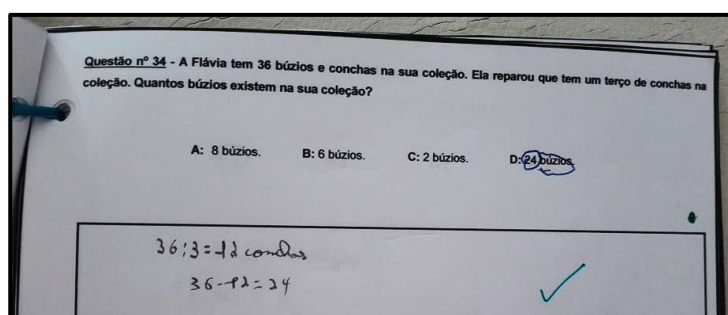 Questão nº 34 - A Flávia tem 36 búzios e conchas na sua coleção. Ela reparou que tem um terço de conchas na
coleção. Quantos búzios existem na sua coleção?
A: 8 búzios. B: 6 búzios. C: 2 búzios. D: 24 búzios.
36:3=12 conchas
36-12=24